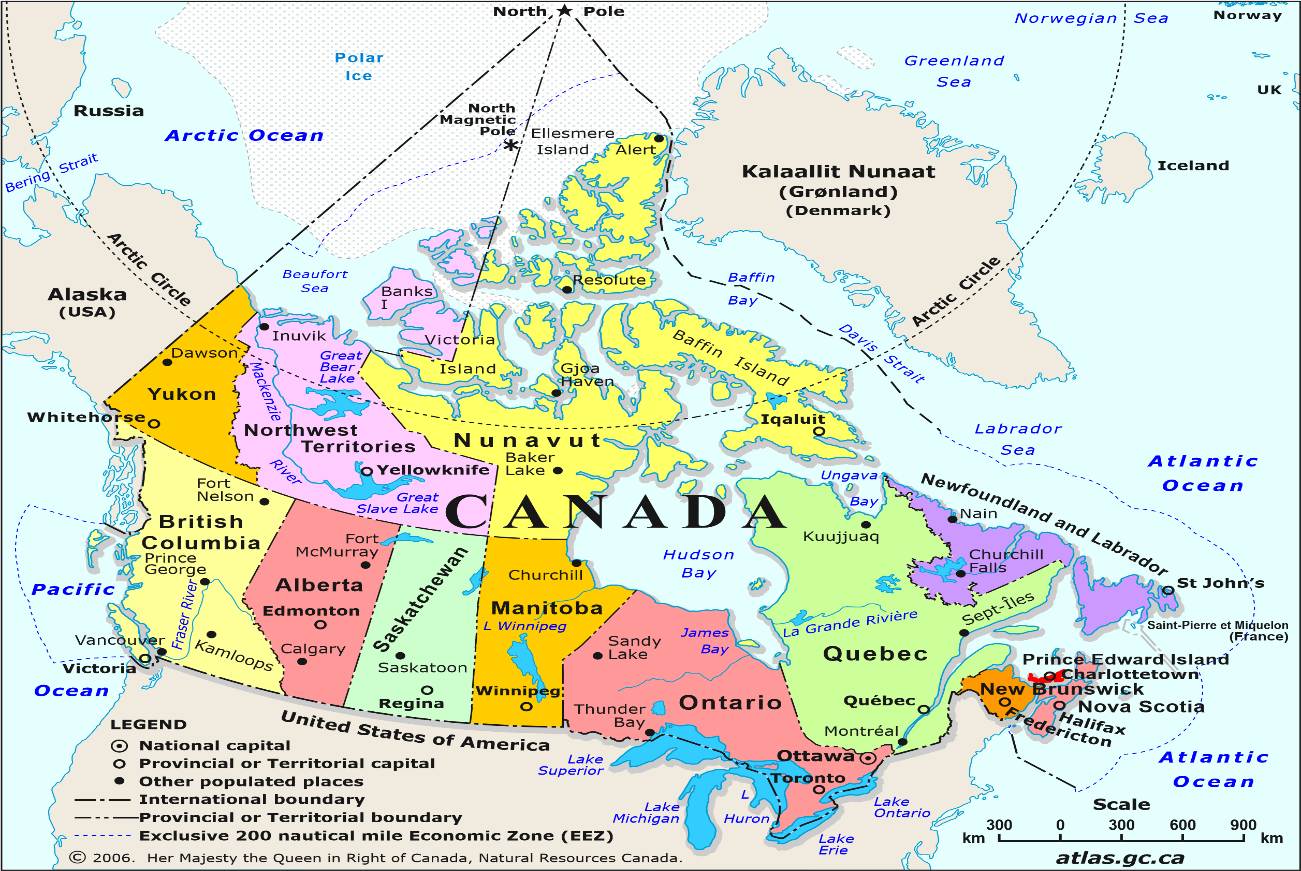 North Pole
Norwegian Sea
Norway
Polar
Ice
Greenland
Sea
UK
Russia
North
Magnetic
Pole
Arctic Ocean
Ellesmere
Island
Alert
Iceland
Bering Strait
Kalaallit Nunaat
(Grønland)
(Denmark)
Arctic Circle
Beaufort
Sea
Resolute
Baffin
Bay
Arctic Circle
Alaska
(USA)
Banks
I
Inuvik
Victoria
Island
Baffin Island
Davis Strait
Dawson
Great
Bear
Lake
Gjoa
Haven
Yukon
Mackenzie
River
Whitehorse
Northwest
Territories
Iqaluit
Labrador
Sea
Nunavut
Baker
Lake
Yellowknife
Great
Slave Lake
Atlantic
Ocean
Ungava
Bay
Newfoundland and Labrador
Fort
Nelson
CANADA
Nain
British
Columbia
Kuujjuaq
Fort
McMurray
Hudson
Bay
Churchill
Falls
Prince
George
Alberta
Saskatchewan
Churchill
St John's
Pacific
Ocean
Edmonton
Manitoba
L Winnipeg
Sept-Îles
Fraser River
La Grande Rivière
Saint-Pierre et Miquelon
(France)
Vancouver
Kamloops
Calgary
Sandy
Lake
James
Bay
Victoria
Saskatoon
Quebec
Prince Edward Island
Charlottetown
Regina
Winnipeg
Ontario
Québec
New Brunswick
Nova Scotia
Halifax
Fredericton
Thunder
Bay
Montréal
United States of America
Ottawa
Toronto
Lake
Superior
Atlantic
Ocean
Lake
Michigan
L
Huron
Lake
Ontario
Lake
Erie
LEGEND
National capital
Provincial or Territorial capital
Other populated places
International boundary
Provincial or Territorial boundary
Exclusive 200 nautical mile Economic Zone (EEZ)
© 2006. Her Majesty the Queen in Right of Canada, Natural Resources Canada.
Scale
km 300 0 300 600 900 km
atlas.gc.ca